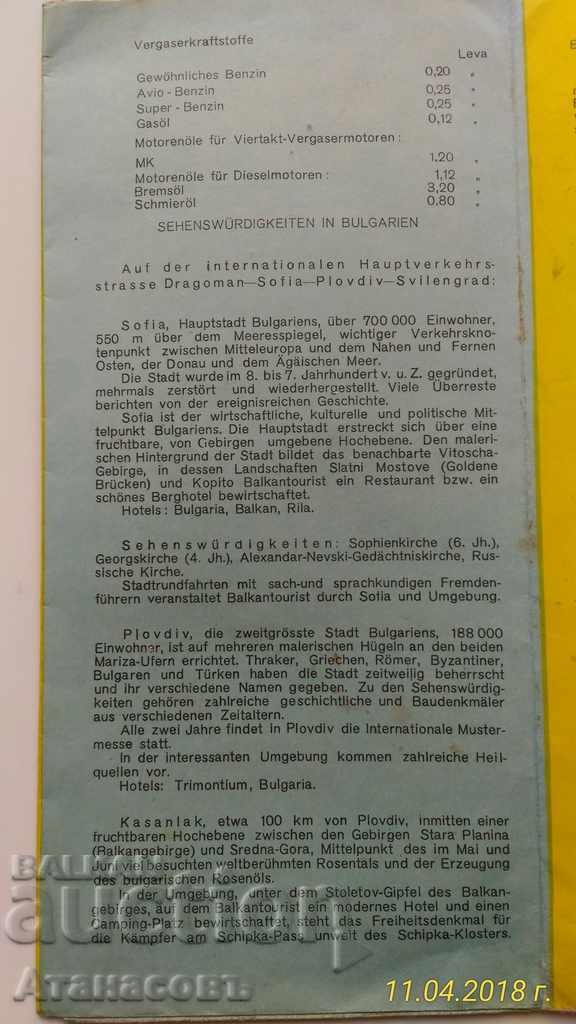 Vergaserkraftstoffe
Leva
Gewöhnliches Benzin 0,20 „
Avio - Benzin 0,25 „
Super - Benzin 0,25 „
Gasöl 0,12 „
Motorenöle für Viertakt-Vergasermotoren :
MK 1.20 „
Motorenöle für Dieselmotoren : 1,12 „
Bremsöl 3,20 „
Schmieröl 0.80 „
SEHENSWÜRDIGKEITEN IN BULGARIEN
Auf der internationalen Hauptverkehrs-
strasse Dragoman—Sofia—Plovdiv—Svilengrad:
Sofia, Hauptstadt Bulgariens, über 700 000 Einwohner,
550 m über dem Meeresspiegel, wichtiger Verkehrskno-
tenpunkt zwischen Mitteleuropa und dem Nahen und Fernen
Osten, der Donau und dem Ägäischen Meer.
Die Stadt wurde im 8. bis 7. Jahrhundert v. u. Z. gegründet,
mehrmals zerstört und wiederhergestellt. Viele Überreste
berichten von der ereignisreichen Geschichte.
Sofia ist der wirtschaftliche, kulturelle und politische Mit-
telpunkt Bulgariens. Die Hauptstadt erstreckt sich über eine
fruchtbare, von Gebirgen umgebene Hochebene. Den maleri-
schen Hintergrund der Stadt bildet das benachbarte Vitoscha-
Gebirge, in dessen Landschaften Slatni Mostove (Goldene
Brücken) und Kopito Balkantourist ein Restaurant bzw. ein
schönes Berghotel bewirtschaftet.
Hotels : Bulgaria, Balkan, Rila.
Sehenswürdigkeiten: Sophienkirche (6. Jh.),
Georgskirche (4. Jh.), Alexandar-Nevski-Gedächtniskirche, Rus-
sische Kirche.
Stadtrundfahrten mit sach-und sprachkundigen Fremden-
führern veranstaltet Balkantourist durch Sofia und Umgebung.
Plovdiv, die zweitgrösste Stadt Bulgariens, 188 000
Einwohner, ist auf mehreren malerischen Hügeln an den beiden
Mariza-Ufern errichtet. Thraker, Griechen, Römer, Byzantiner,
Bulgaren und Türken haben die Stadt zeitweilig beherrscht
und ihr verschiedene Namen gegeben. Zu den Sehenswürdig-
keiten gehören zahlreiche geschichtliche und Baudenkmäler
aus verschiedenen Zeitaltern.
Alle zwei Jahre findet in Plovdiv die Internationale Muster-
messe statt.
In der interessanten Umgebung kommen zahlreiche Heil-
quellen vor.
Hotels: Trimontium, Bulgaria.
Kasanlak, etwa 100 km von Plovdiv, inmitten einer
fruchtbaren Hochebene zwischen den Gebirgen Stara Planina
(Balkangebirge) und Sredna-Gora, Mittelpunkt des im Mai und
Juni viel besuchten weltberühmten Rosentals und der Erzeugung
des bulgarischen Rosenöls.
In der Umgebung, unter dem Stoletov-Gipfel des Balkan-
gebirges, auf dem Balkantourist ein modernes Hotel und einen
Camping-Platz bewirtschaftet, steht das Freiheitsdenkmal für
die Kämpfer am Schipka-Pass unweit des Schipka-Klosters.
BALKAN
auction
Атанасовъ
11.04.2018 г.